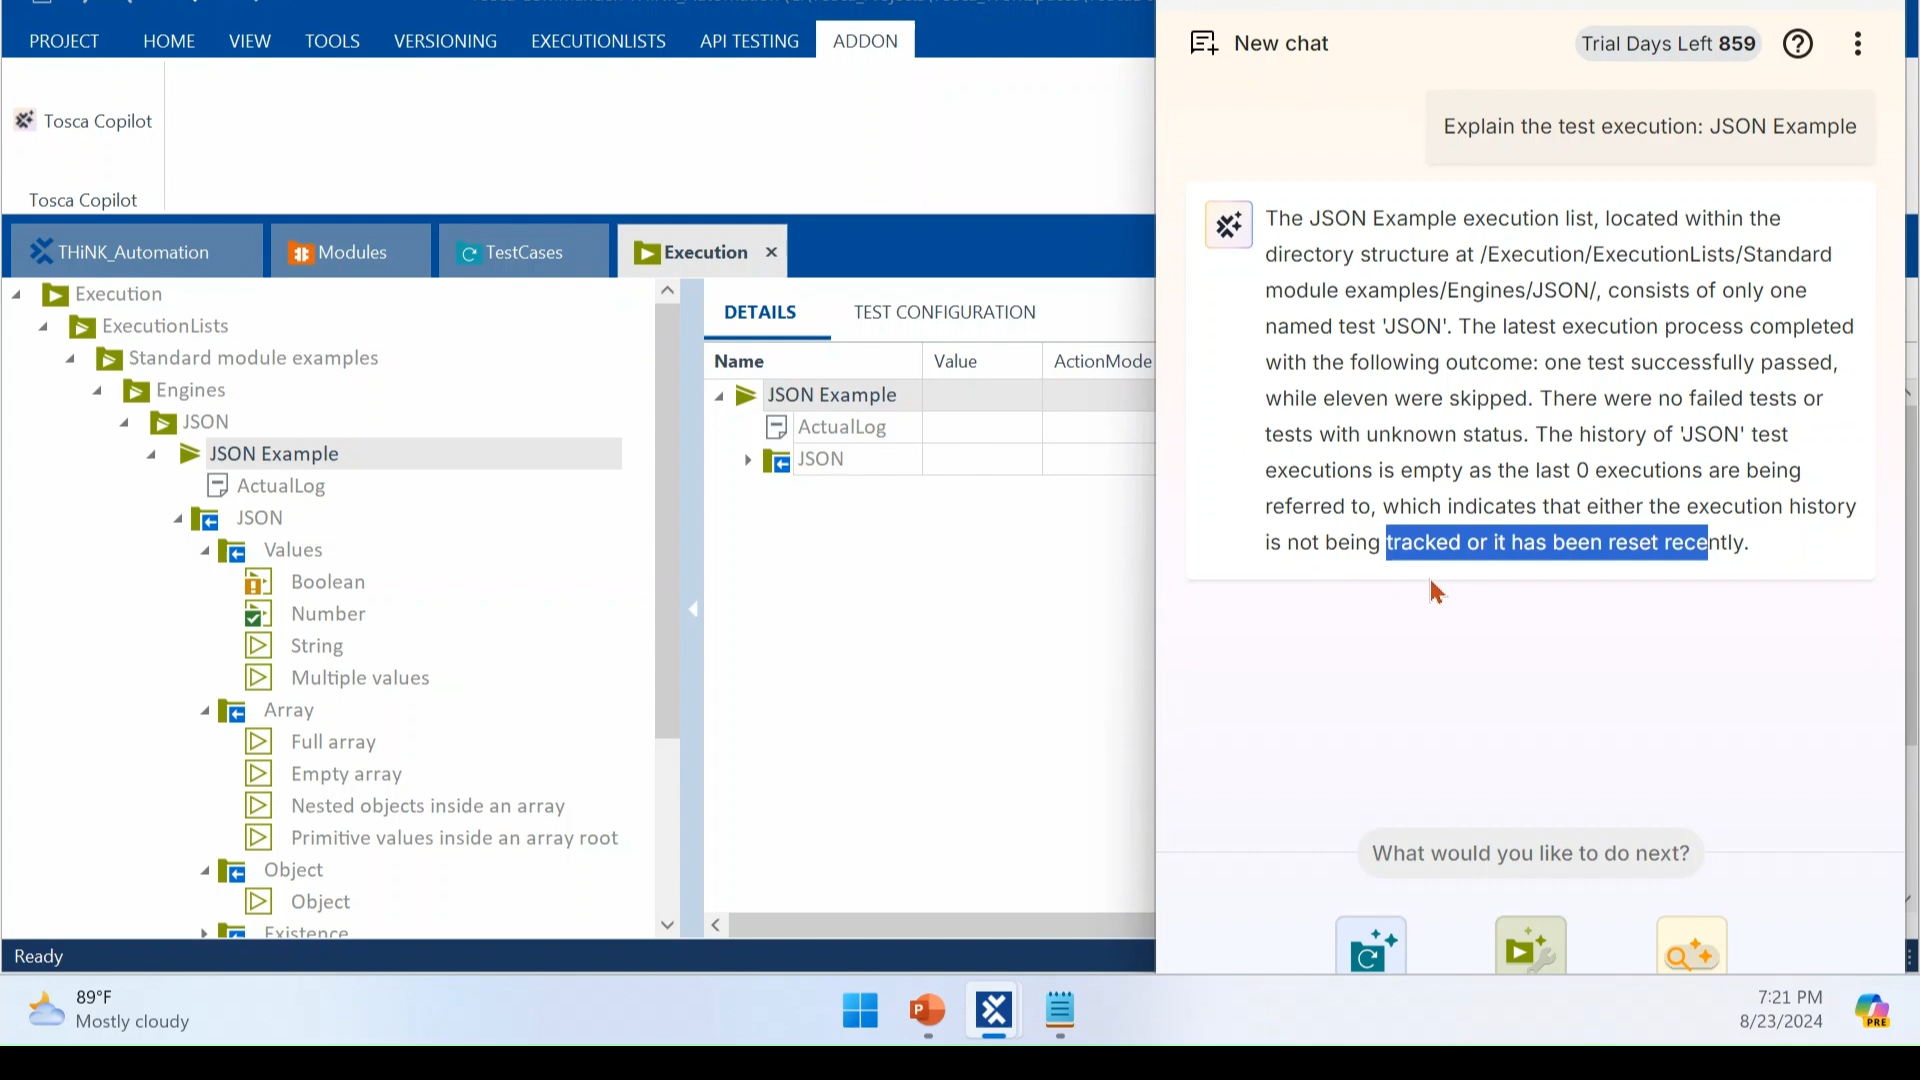 PROJECT HOME VIEW TOOLS VERSIONING EXECUTIONLISTS API TESTING ADDON
Tosca Copilot
Tosca Copilot
THiNK_Automation Modules TestCases Execution ×
Execution
ExecutionLists
Standard module examples
Engines
JSON
JSON Example
ActualLog
JSON
Values
Boolean
Number
String
Multiple values
Array
Full array
Empty array
Nested objects inside an array
Primitive values inside an array root
Object
Object
Existence
DETAILS TEST CONFIGURATION
Name Value ActionMode
JSON Example
ActualLog
JSON
Ready
New chat Trial Days Left 859
Explain the test execution: JSON Example
The JSON Example execution list, located within the
directory structure at /Execution/ExecutionLists/Standard
module examples/Engines/JSON/, consists of only one
named test 'JSON'. The latest execution process completed
with the following outcome: one test successfully passed,
while eleven were skipped. There were no failed tests or
tests with unknown status. The history of 'JSON' test
executions is empty as the last 0 executions are being
referred to, which indicates that either the execution history
is not being tracked or it has been reset recently.
What would you like to do next?
89°F
Mostly cloudy
7:21 PM
8/23/2024
PRE